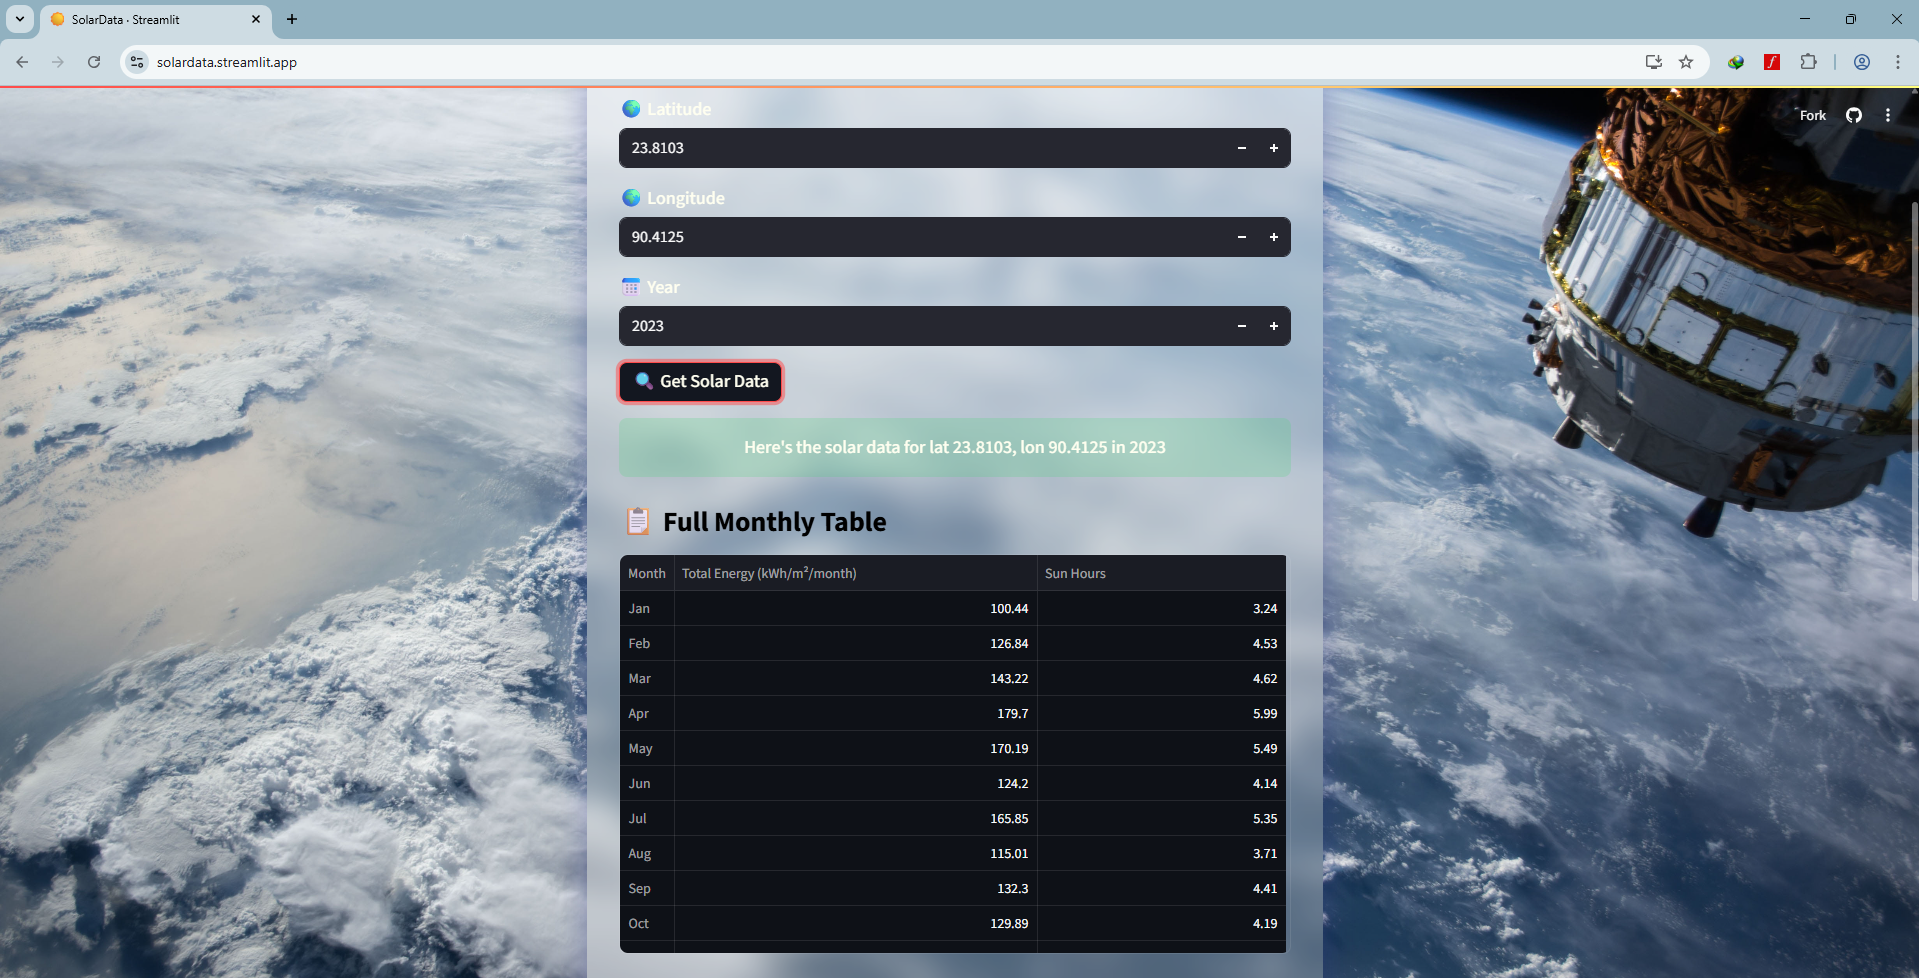 SolarData · Streamlit
solardata.streamlit.app
Fork
Latitude
23.8103
Longitude
90.4125
Year
2023
Get Solar Data
Here's the solar data for lat 23.8103, lon 90.4125 in 2023
Full Monthly Table
Month Total Energy (kWh/m²/month) Sun Hours
Jan 100.44 3.24
Feb 126.84 4.53
Mar 143.22 4.62
Apr 179.7 5.99
May 170.19 5.49
Jun 124.2 4.14
Jul 165.85 5.35
Aug 115.01 3.71
Sep 132.3 4.41
Oct 129.89 4.19